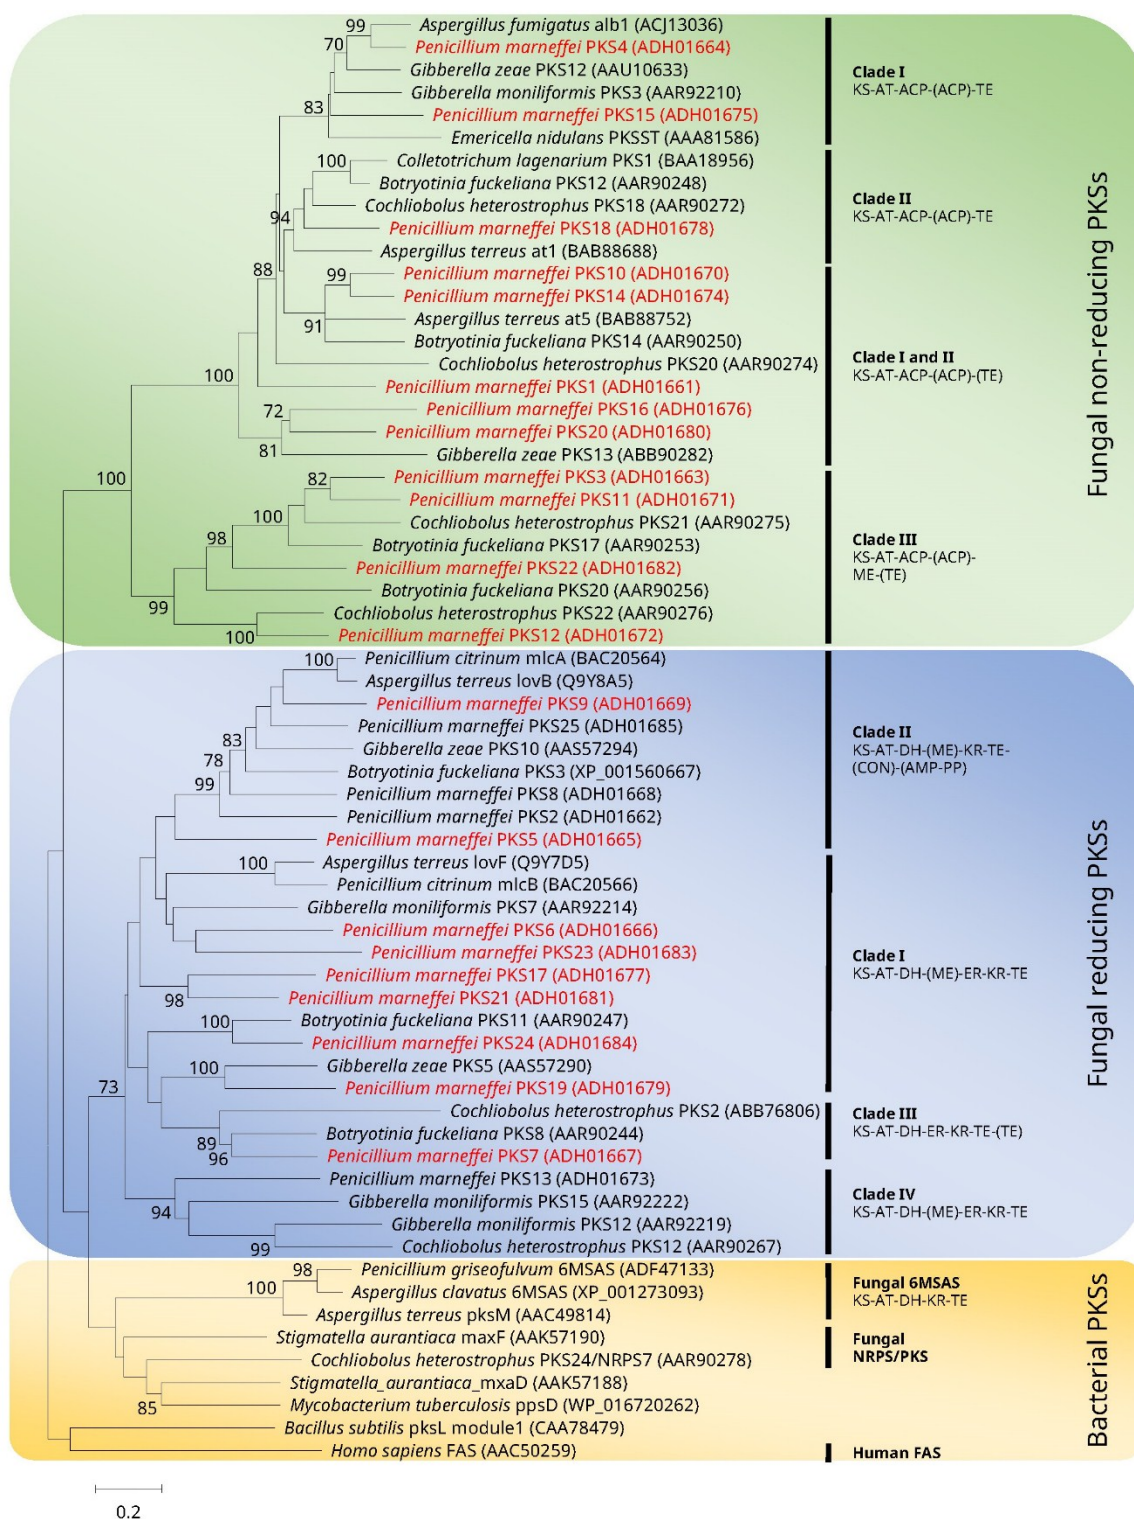 99
Aspergillus fumigatus alb1 (ACJ13036)
70
Penicillium marneffei PKS4 (ADH01664)
Gibberella zeae PKS12 (AAU10633)
Clade I
KS-AT-ACP-(ACP)-TE
Gibberella moniliformis PKS3 (AAR92210)
83
Penicillium marneffei PKS15 (ADH01675)
Emericella nidulans PKSST (AAA81586)
100
Colletotrichum lagenarium PKS1 (BAA18956)
Botryotinia fuckeliana PKS12 (AAR90248)
Clade II
KS-AT-ACP-(ACP)-TE
Cochliobolus heterostrophus PKS18 (AAR90272)
94
Penicillium marneffei PKS18 (ADH01678)
Aspergillus terreus at1 (BAB88688)
88
99
Penicillium marneffei PKS10 (ADH01670)
Penicillium marneffei PKS14 (ADH01674)
91
Aspergillus terreus at5 (BAB88752)
Botryotinia fuckeliana PKS14 (AAR90250)
Cochliobolus heterostrophus PKS20 (AAR90274)
Clade I and II
KS-AT-ACP-(ACP)-(TE)
100
Penicillium marneffei PKS1 (ADH01661)
72
Penicillium marneffei PKS16 (ADH01676)
Penicillium marneffei PKS20 (ADH01680)
81
Gibberella zeae PKS13 (ABB90282)
Fungal non-reducing PKSs
100
82
Penicillium marneffei PKS3 (ADH01663)
Penicillium marneffei PKS11 (ADH01671)
100
Cochliobolus heterostrophus PKS21 (AAR90275)
98
Botryotinia fuckeliana PKS17 (AAR90253)
Clade III
KS-AT-ACP-(ACP)-
ME-(TE)
Penicillium marneffei PKS22 (ADH01682)
Botryotinia fuckeliana PKS20 (AAR90256)
99
Cochliobolus heterostrophus PKS22 (AAR90276)
100
Penicillium marneffei PKS12 (ADH01672)
100
Penicillium citrinum mlcA (BAC20564)
Aspergillus terreus lovB (Q9Y8A5)
Penicillium marneffei PKS9 (ADH01669)
Penicillium marneffei PKS25 (ADH01685)
83
Gibberella zeae PKS10 (AAS57294)
Clade II
KS-AT-DH-(ME)-KR-TE-
(CON)-(AMP-PP)
78
Botryotinia fuckeliana PKS3 (XP_001560667)
99
Penicillium marneffei PKS8 (ADH01668)
Penicillium marneffei PKS2 (ADH01662)
Penicillium marneffei PKS5 (ADH01665)
100
Aspergillus terreus lovF (Q9Y7D5)
Penicillium citrinum mlcB (BAC20566)
Gibberella moniliformis PKS7 (AAR92214)
Penicillium marneffei PKS6 (ADH01666)
Penicillium marneffei PKS23 (ADH01683)
Clade I
KS-AT-DH-(ME)-ER-KR-TE
Penicillium marneffei PKS17 (ADH01677)
98
Penicillium marneffei PKS21 (ADH01681)
100
Botryotinia fuckeliana PKS11 (AAR90247)
Penicillium marneffei PKS24 (ADH01684)
100
Gibberella zeae PKS5 (AAS57290)
73
Penicillium marneffei PKS19 (ADH01679)
Fungal reducing PKSs
Cochliobolus heterostrophus PKS2 (ABB76806)
Clade III
KS-AT-DH-ER-KR-TE-(TE)
89
Botryotinia fuckeliana PKS8 (AAR90244)
96
Penicillium marneffei PKS7 (ADH01667)
Penicillium marneffei PKS13 (ADH01673)
Clade IV
KS-AT-DH-(ME)-ER-KR-TE
94
Gibberella moniliformis PKS15 (AAR92222)
Gibberella moniliformis PKS12 (AAR92219)
99
Cochliobolus heterostrophus PKS12 (AAR90267)
98
Penicillium griseofulvum 6MSAS (ADF47133)
100
Aspergillus clavatus 6MSAS (XP_001273093)
Fungal 6MSAS
KS-AT-DH-KR-TE
Aspergillus terreus pksM (AAC49814)
Stigmatella aurantiaca maxF (AAK57190)
Fungal
NRPS/PKS
Cochliobolus heterostrophus PKS24/NRPS7 (AAR90278)
Stigmatella_aurantiaca_mxaD (AAK57188)
85
Mycobacterium tuberculosis ppsD (WP_016720262)
Bacillus subtilis pksL module1 (CAA78479)
Homo sapiens FAS (AAC50259)
Human FAS
Bacterial PKSs
0.2